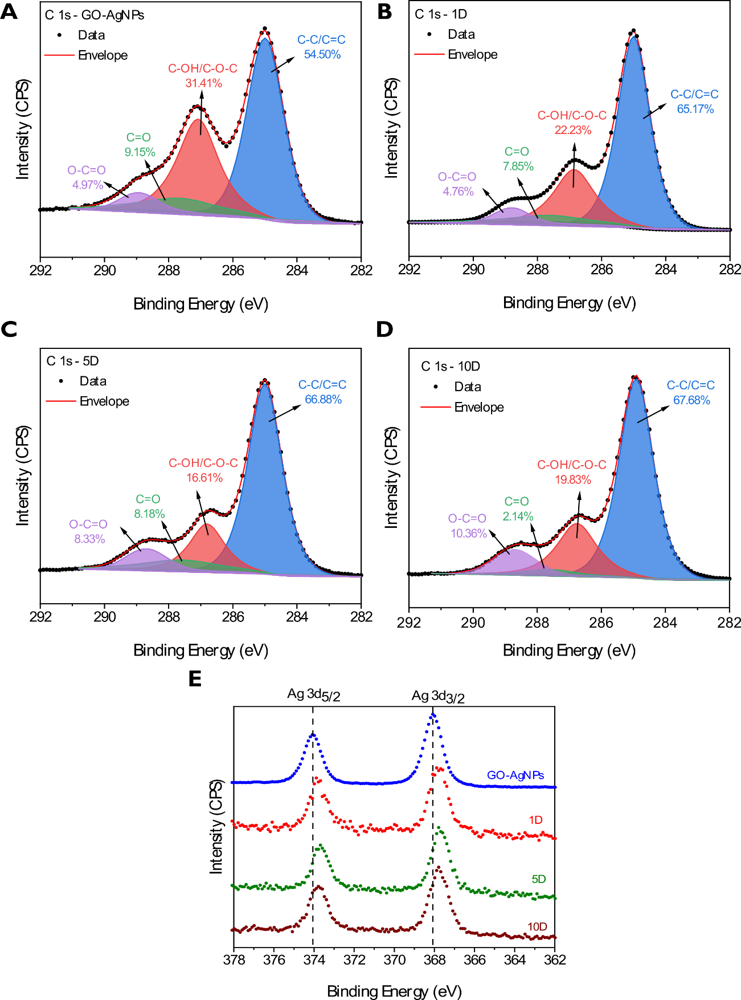 A
C 1s - GO-AgNPs
Data
Envelope
C-C/C=C
54.50%
C-OH/C-O-C
31.41%
C=O
9.15%
O-C=O
4.97%
Intensity (CPS)
292 290 288 286 284 282
Binding Energy (eV)
B
C 1s - 1D
Data
Envelope
C-C/C=C
65.17%
C-OH/C-O-C
22.23%
C=O
7.85%
O-C=O
4.76%
Intensity (CPS)
292 290 288 286 284 282
Binding Energy (eV)
C
C 1s - 5D
Data
Envelope
C-C/C=C
66.88%
C-OH/C-O-C
16.61%
C=O
8.18%
O-C=O
8.33%
Intensity (CPS)
292 290 288 286 284 282
Binding Energy (eV)
D
C 1s - 10D
Data
Envelope
C-C/C=C
67.68%
C-OH/C-O-C
19.83%
C=O
2.14%
O-C=O
10.36%
Intensity (CPS)
292 290 288 286 284 282
Binding Energy (eV)
E
Ag 3d5/2 Ag 3d3/2
GO-AgNPs
1D
5D
10D
Intensity (CPS)
378 376 374 372 370 368 366 364 362
Binding Energy (eV)